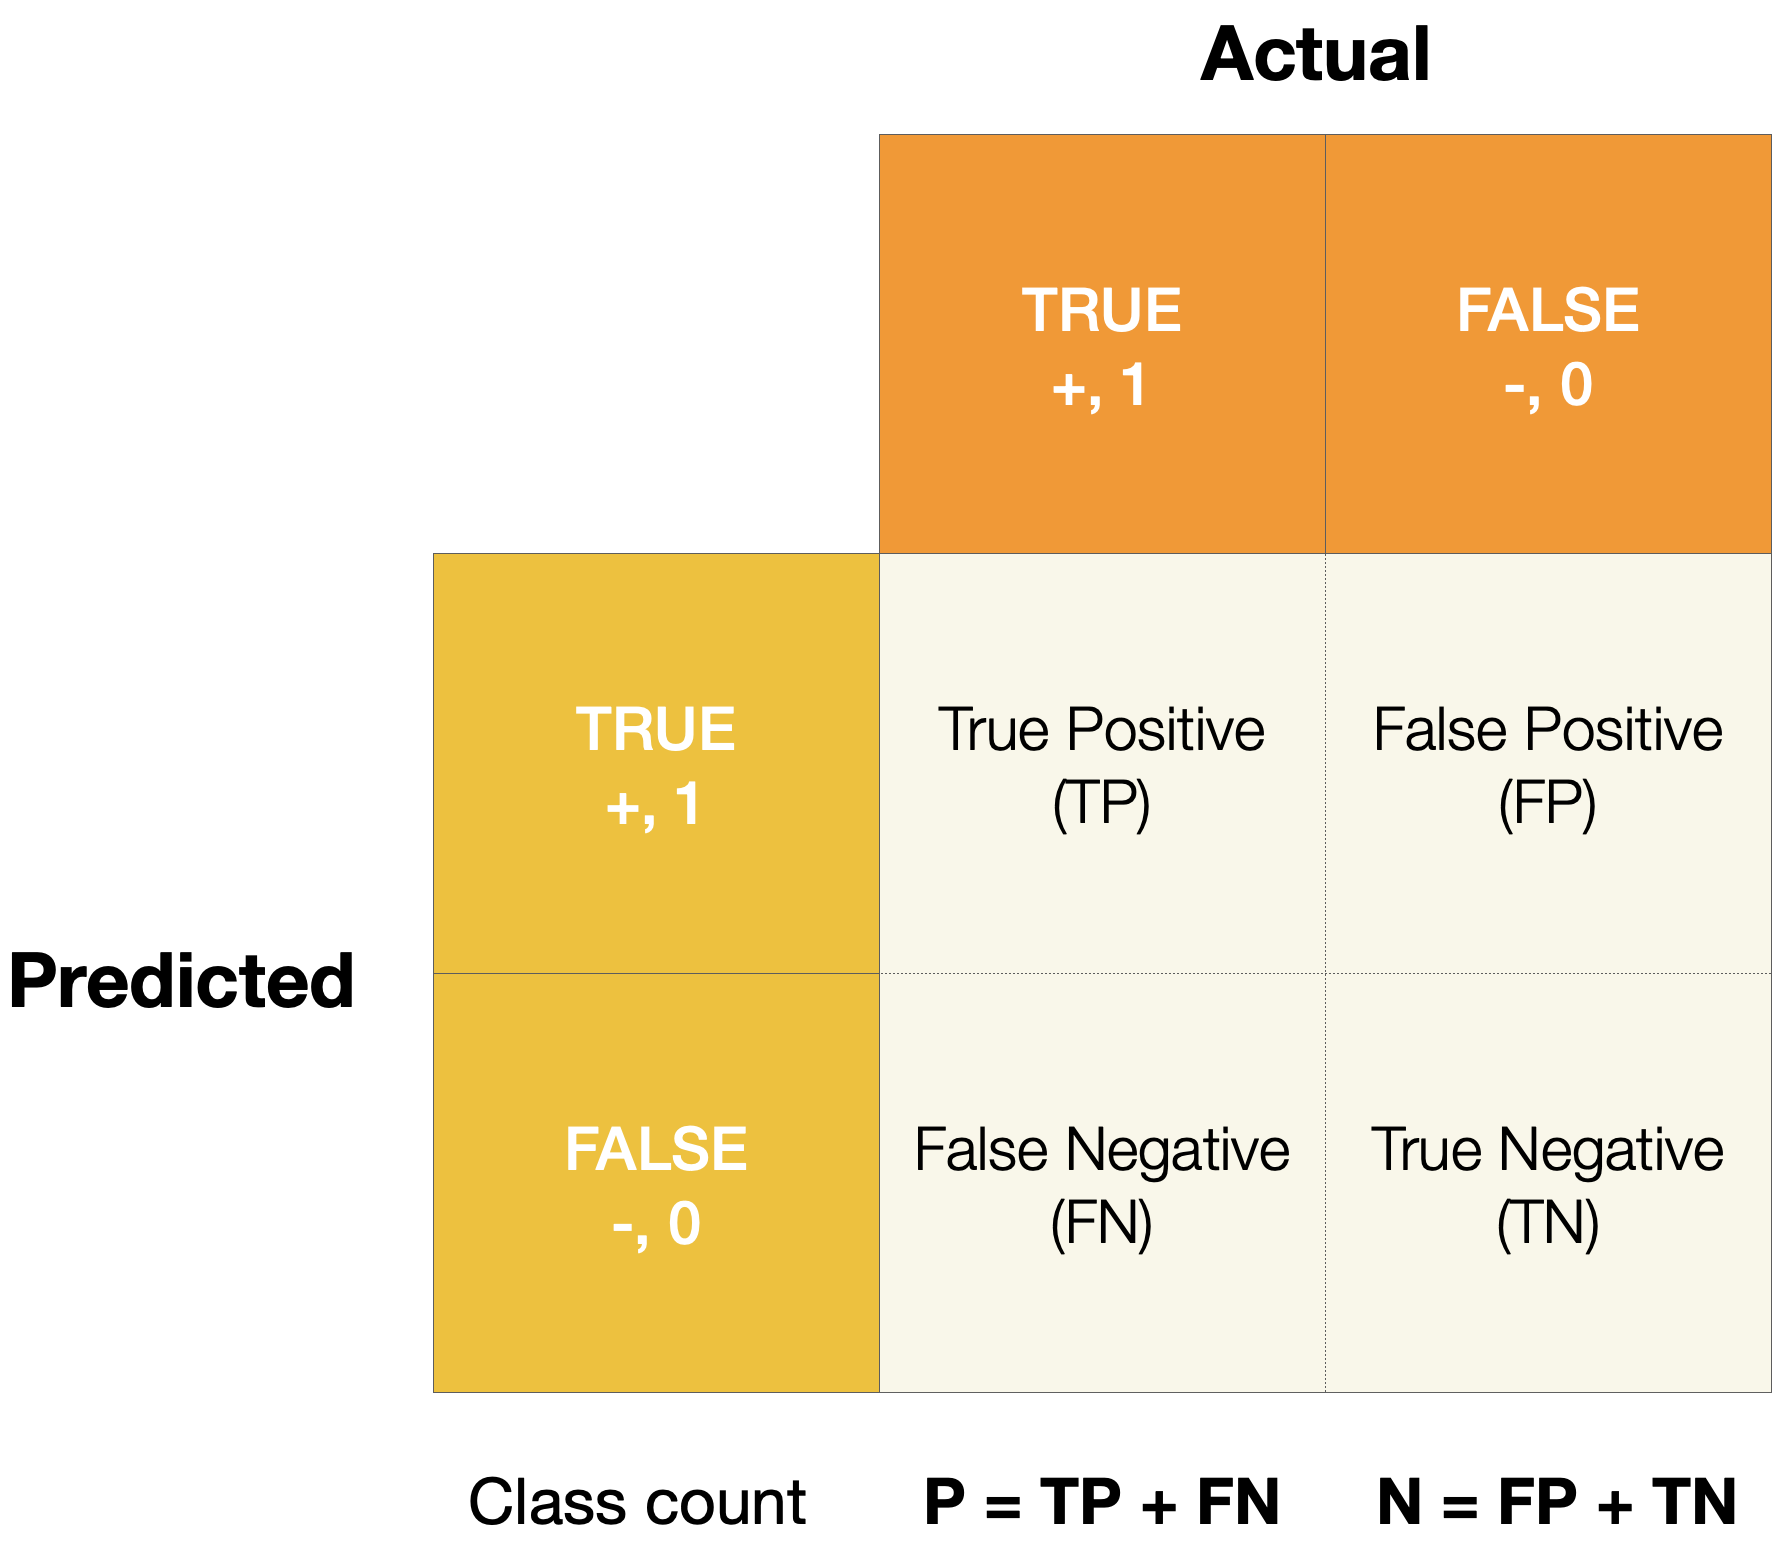 Actual
TRUE
+, 1
FALSE
-, 0
TRUE
+, 1
True Positive
(TP)
False Positive
(FP)
Predicted
FALSE
-, 0
False Negative
(FN)
True Negative
(TN)
Class count
P = TP + FN
N = FP + TN